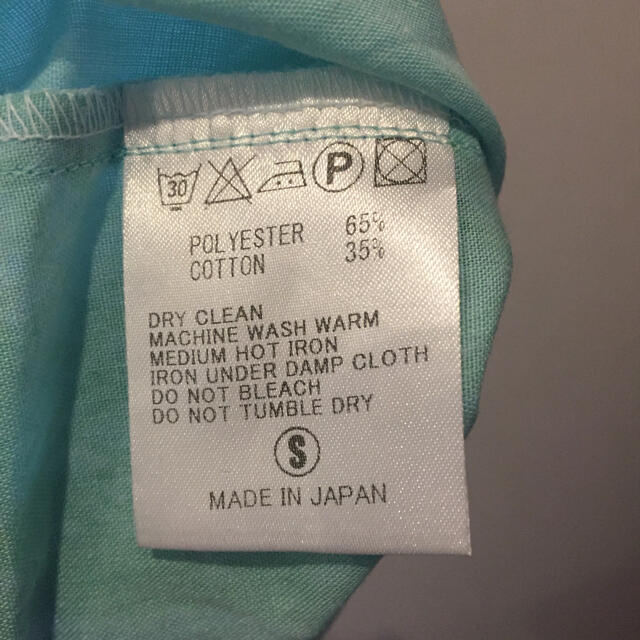 30 P
POLYESTER 65%
COTTON 35%
DRY CLEAN
MACHINE WASH WARM
MEDIUM HOT IRON
IRON UNDER DAMP CLOTH
DO NOT BLEACH
DO NOT TUMBLE DRY
S
MADE IN JAPAN